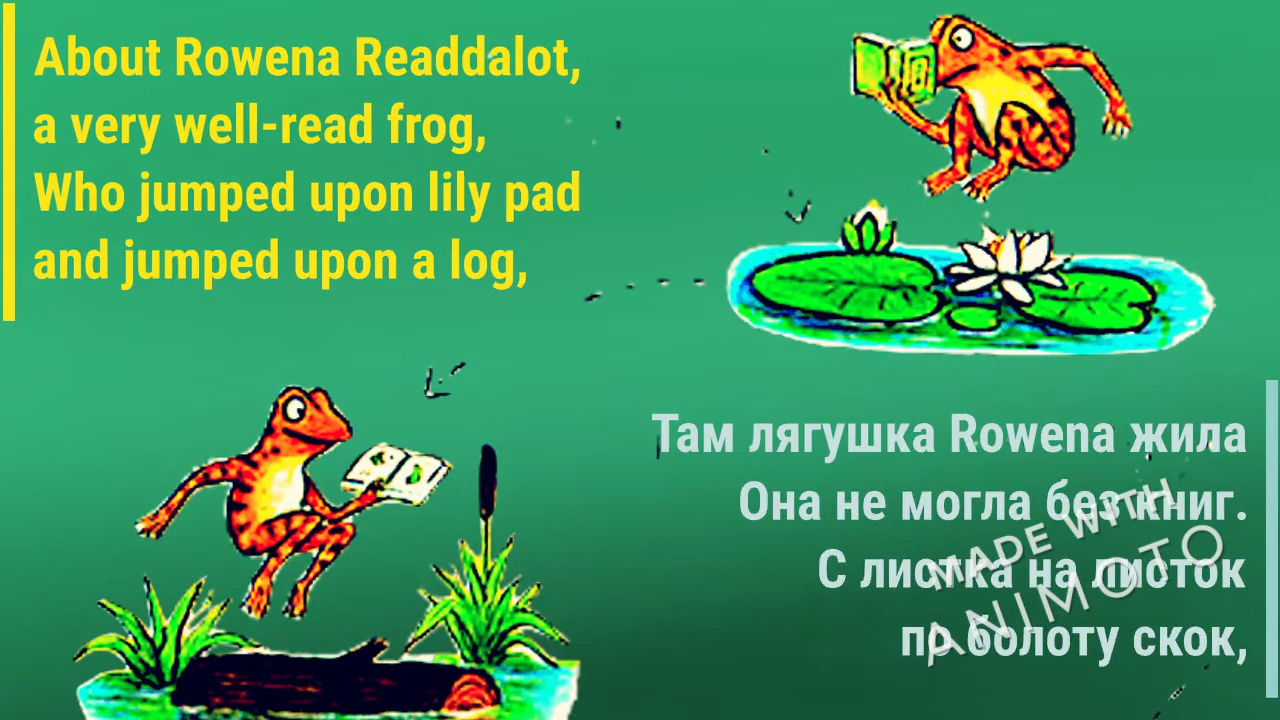 About Rowena Readdalot,
a very well-read frog,
Who jumped upon lily pad
and jumped upon a log,
Там лягушка Rowena жила
Она не могла без книг.
С листка на листок
по болоту скок,
MADE WITH
ANIMOTO